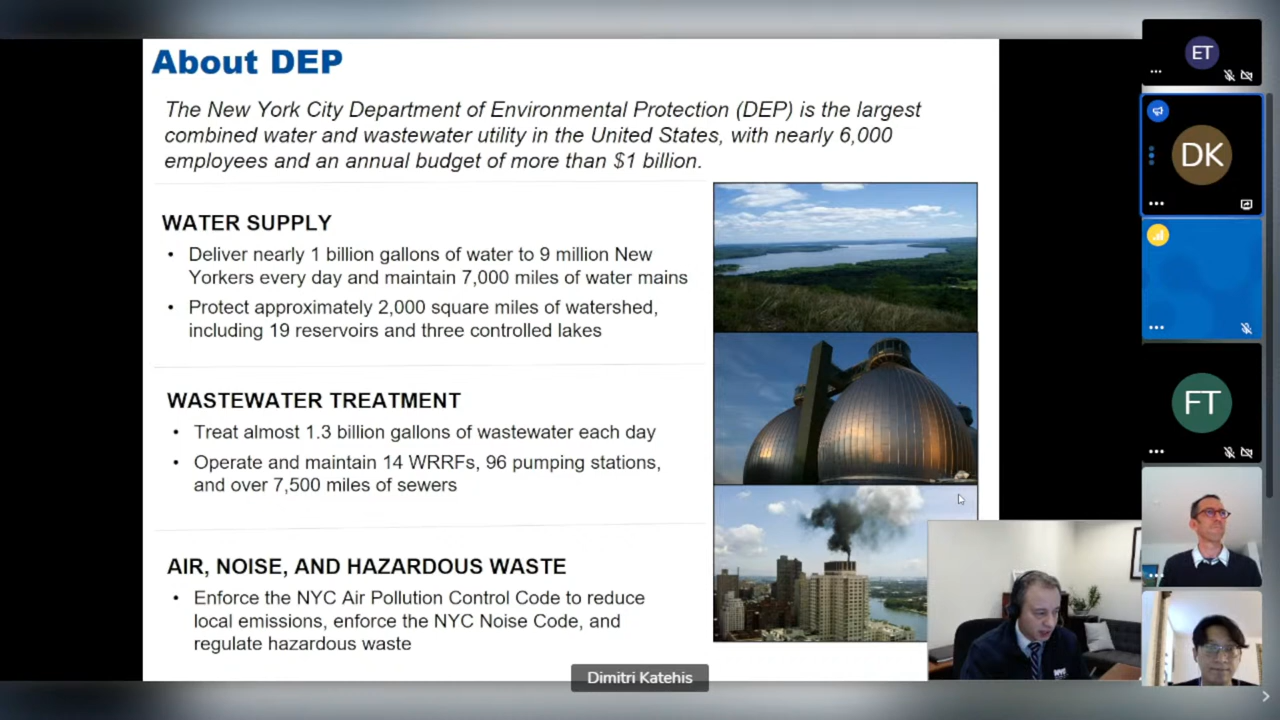 About DEP
The New York City Department of Environmental Protection (DEP) is the largest
combined water and wastewater utility in the United States, with nearly 6,000
employees and an annual budget of more than $1 billion.
WATER SUPPLY
• Deliver nearly 1 billion gallons of water to 9 million New
Yorkers every day and maintain 7,000 miles of water mains
• Protect approximately 2,000 square miles of watershed,
including 19 reservoirs and three controlled lakes
WASTEWATER TREATMENT
• Treat almost 1.3 billion gallons of wastewater each day
• Operate and maintain 14 WRRFs, 96 pumping stations,
and over 7,500 miles of sewers
AIR, NOISE, AND HAZARDOUS WASTE
• Enforce the NYC Air Pollution Control Code to reduce
local emissions, enforce the NYC Noise Code, and
regulate hazardous waste
Dimitri Katehis
ET
DK
FT
NYC